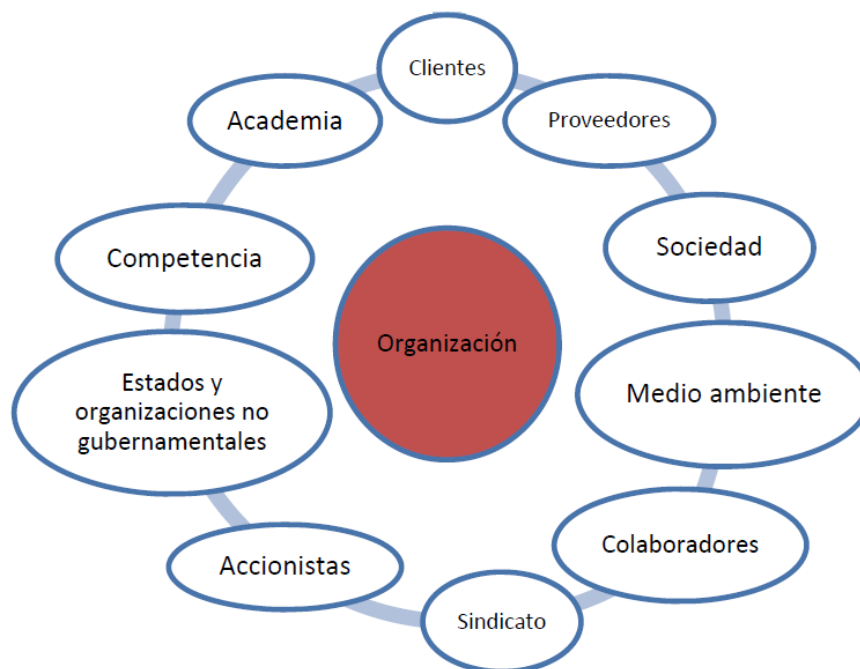 Clientes
Proveedores
Sociedad
Medio ambiente
Colaboradores
Sindicato
Accionistas
Estados y
organizaciones no
gubernamentales
Competencia
Academia
Organización